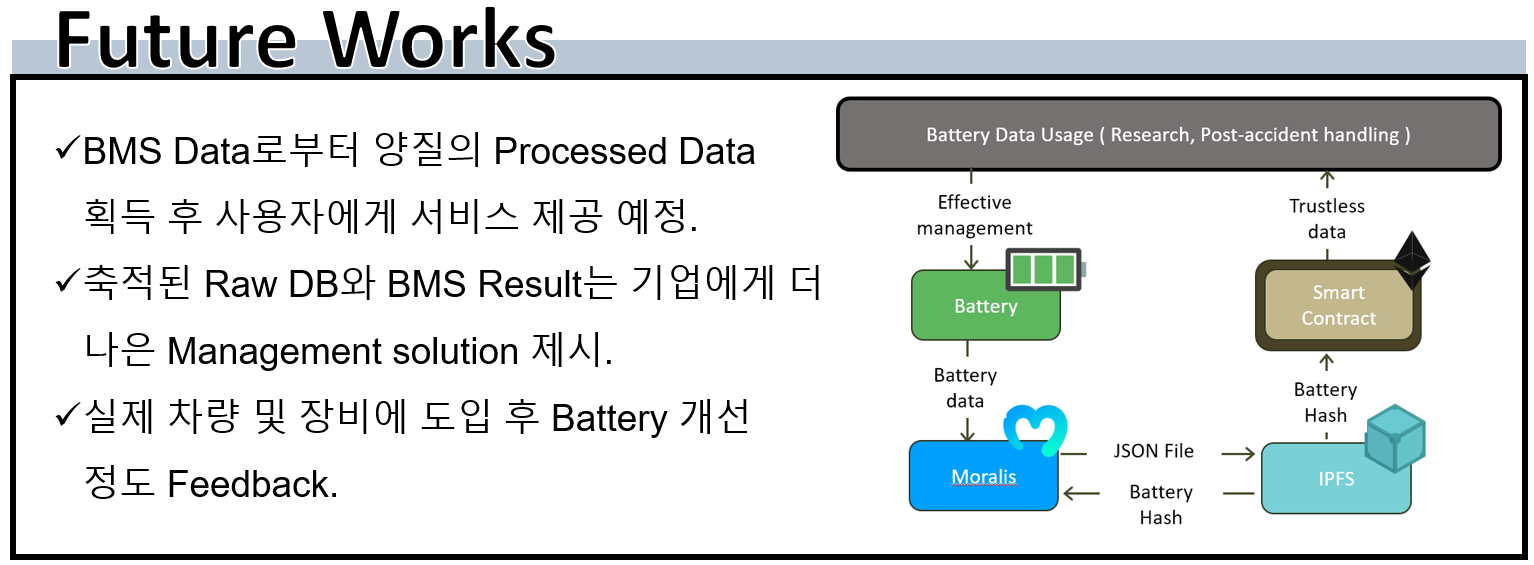 Future Works
✓BMS Data로부터 양질의 Processed Data
획득 후 사용자에게 서비스 제공 예정.
✓축적된 Raw DB와 BMS Result는 기업에게 더
나은 Management solution 제시.
✓실제 차량 및 장비에 도입 후 Battery 개선
정도 Feedback.
Battery Data Usage ( Research, Post-accident handling )
Effective
management
Trustless
data
Battery
Smart
Contract
Battery
data
Battery
Hash
Moralis
JSON File
Battery
Hash
IPFS